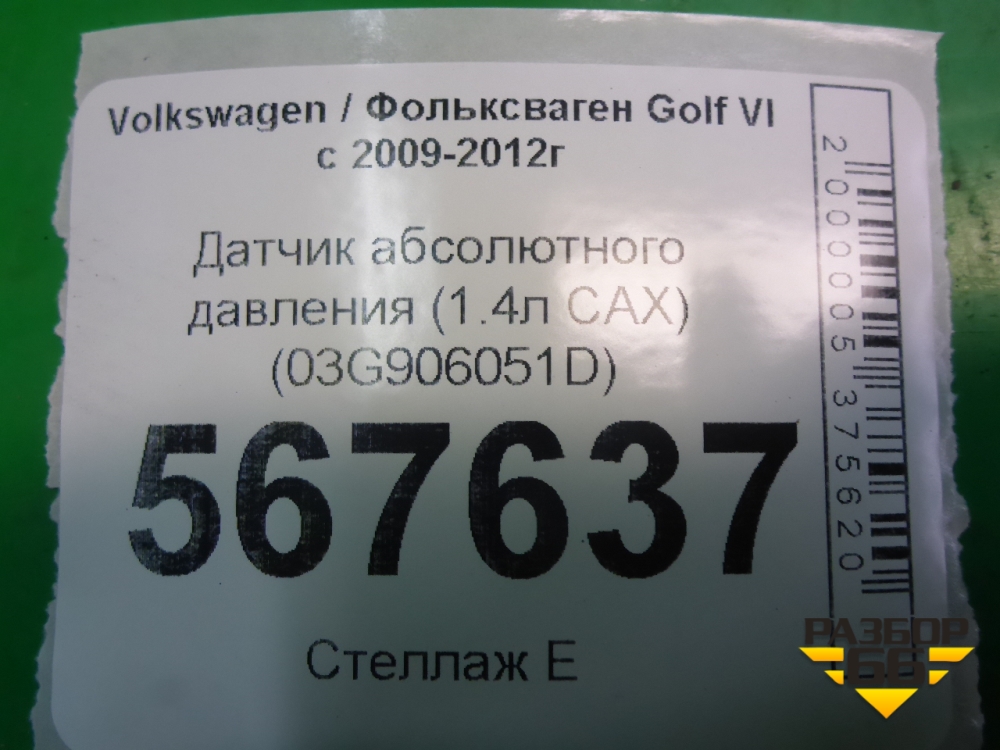 Volkswagen / Фольксваген Golf VI
с 2009-2012г
Датчик абсолютного
давления (1.4л CAX)
(03G906051D)
567637
Стеллаж Е
2000005375620
РАЗБОР
66